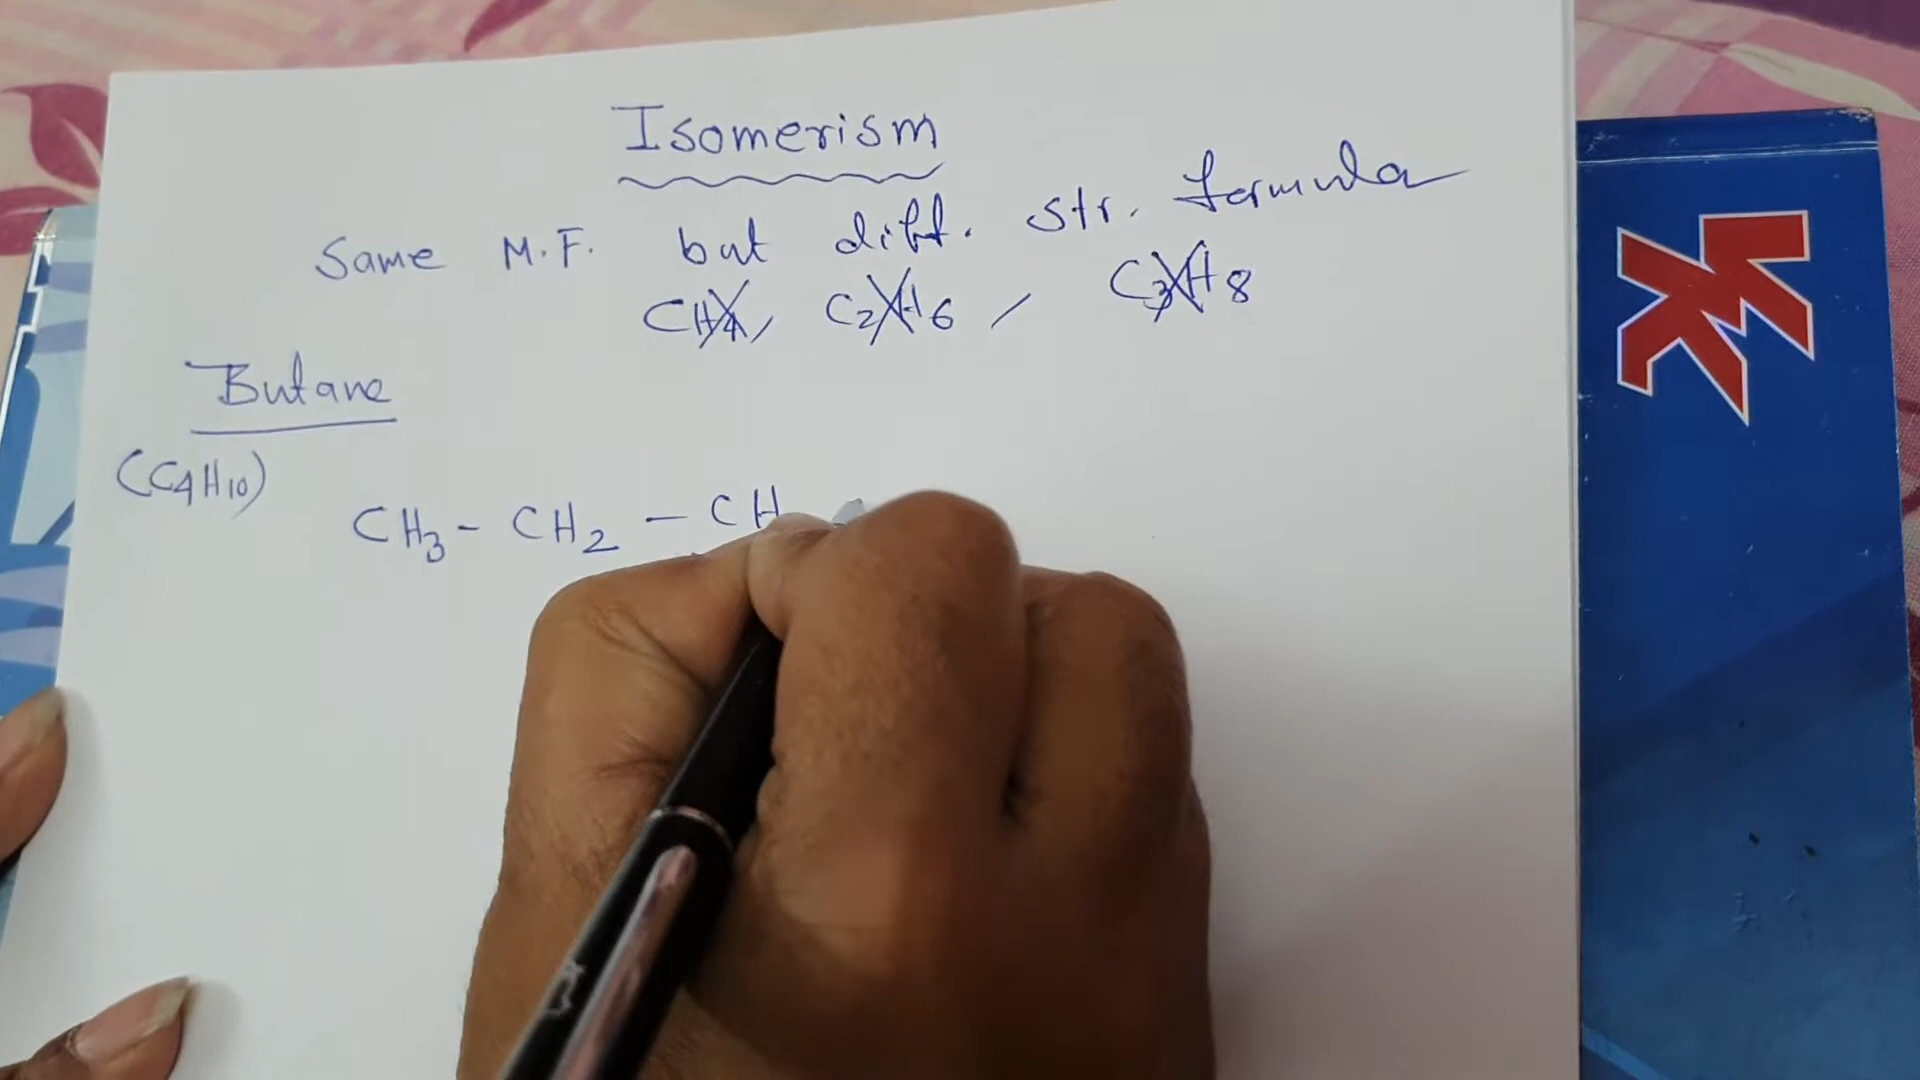 Isomerism
Same M.F. but diff. str. formula
CH4, C2H6, C3H8
Butane
(C4H10)
CH3 - CH2 - CH